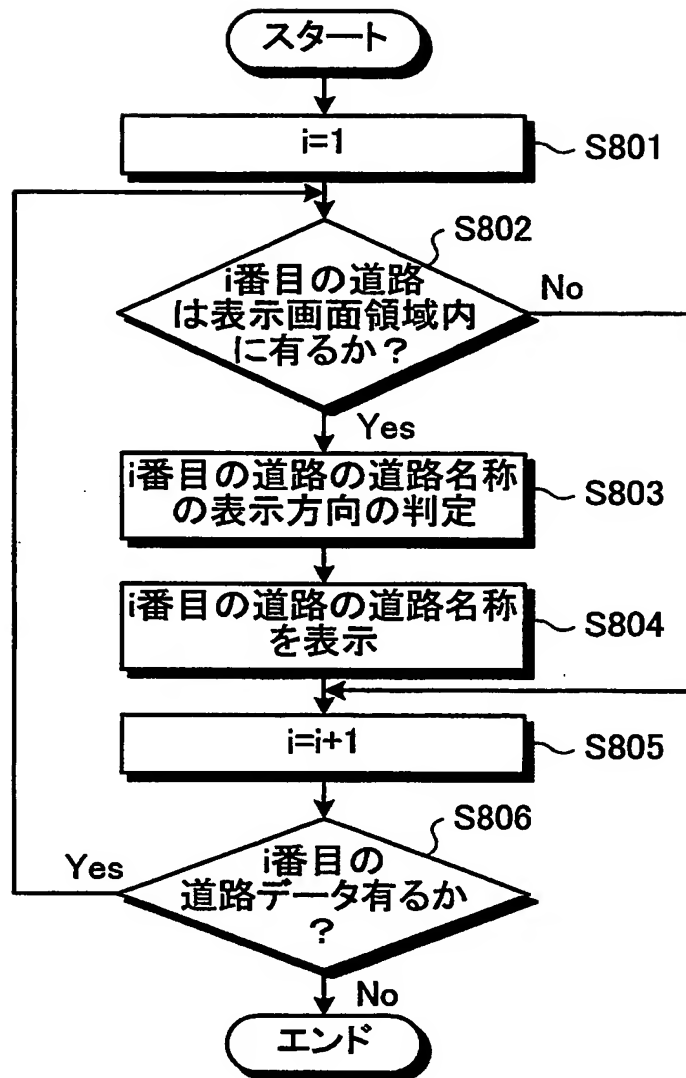 スタート
i=1
S801
S802
i番目の道路
は表示画面領域内
に有るか?
No
Yes
i番目の道路の道路名称
の表示方向の判定
S803
i番目の道路の道路名称
を表示
S804
i=i+1
S805
S806
Yes
i番目の
道路データ有るか
?
No
エンド